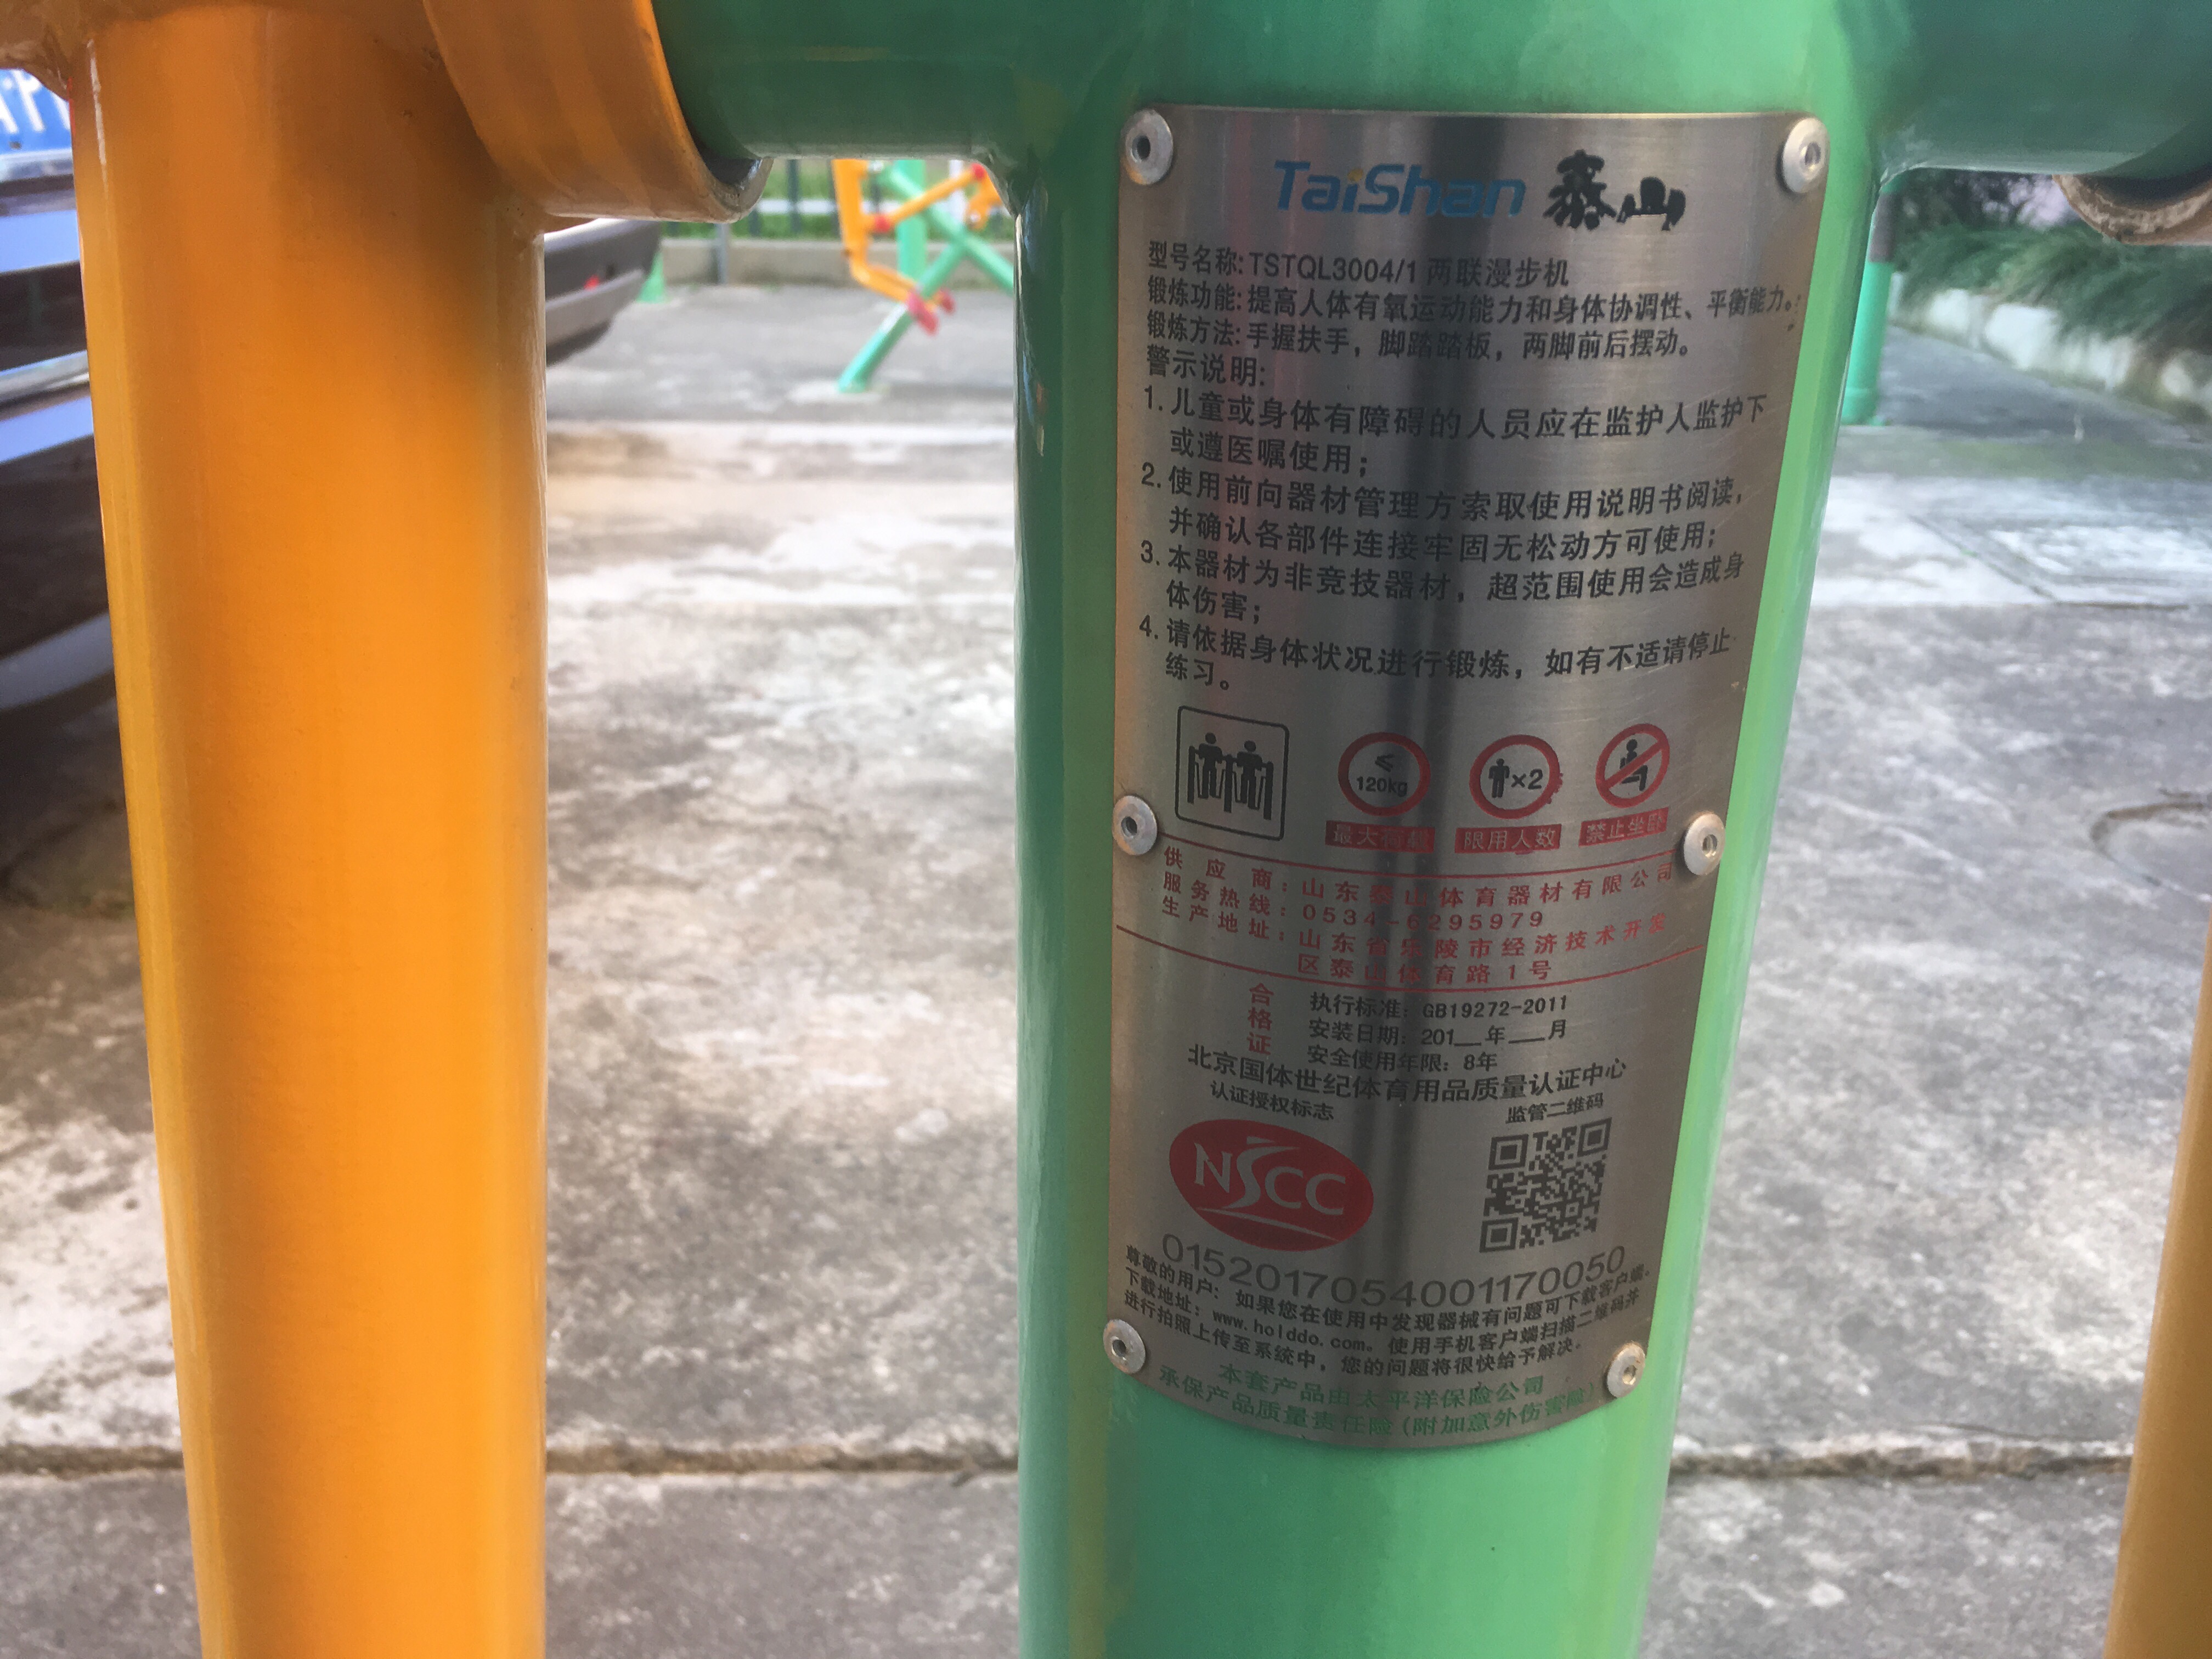 TaiShan 泰山
型号名称:TSTQL3004/1 两联漫步机
锻炼功能:提高人体有氧运动能力和身体协调性、平衡能力。
锻炼方法:手握扶手，脚踏踏板，两脚前后摆动。
警示说明:
1.儿童或身体有障碍的人员应在监护人监护下
或遵医嘱使用；
2.使用前向器材管理方索取使用说明书阅读，
并确认各部件连接牢固无松动方可使用；
3.本器材为非竞技器材，超范围使用会造成身
体伤害；
4.请依据身体状况进行锻炼，如有不适请停止
练习。
≤
120kg
×2
最大荷载 限用人数 禁止坐卧
供应商:山东泰山体育器材有限公司
服务热线:0534-6295979
生产地址:山东省乐陵市经济技术开发
区泰山体育路1号
合格证
执行标准：GB19272-2011
安装日期：201__年___月
安全使用年限：8年
北京国体世纪体育用品质量认证中心
认证授权标志 监管二维码
NSCC
0152017054001170050
尊敬的用户：如果您在使用中发现器械有问题可下载客户端。
下载地址：www.holddo.com。使用手机客户端扫描二维码并
进行拍照上传至系统中，您的问题将很快给予解决。
本套产品由太平洋保险公司
承保产品质量责任险(附加意外伤害险)